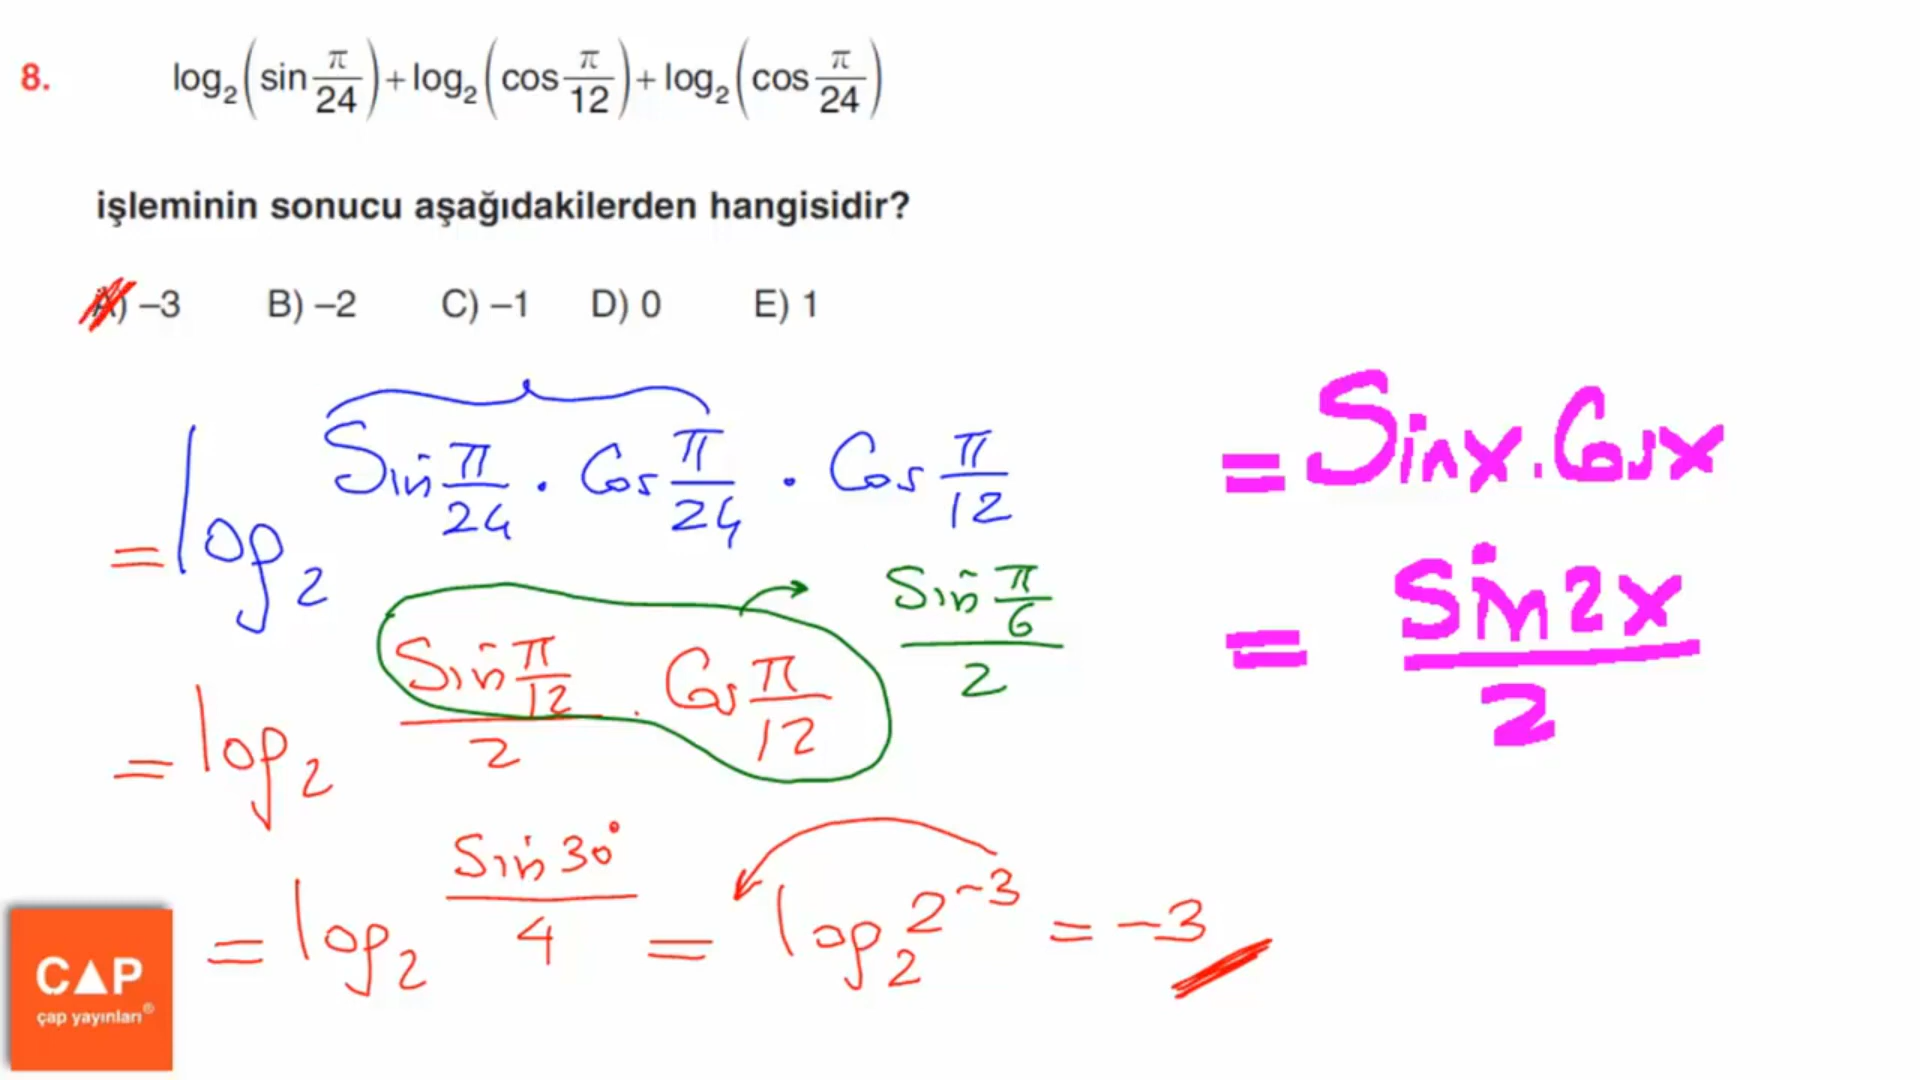 8. log₂(sin π/24) + log₂(cos π/12) + log₂(cos π/24)
işleminin sonucu aşağıdakilerden hangisidir?
A) –3 B) –2 C) –1 D) 0 E) 1
= log₂ Sin π/24 . Cos π/24 . Cos π/12
= Sinx.Cosx
= log₂ Sin π/12 / 2 . Cos π/12
Sin π/6 / 2
= Sin2x / 2
= log₂ Sin30° / 4 = log₂ 2⁻³ = -3
ÇAP
çap yayınları®